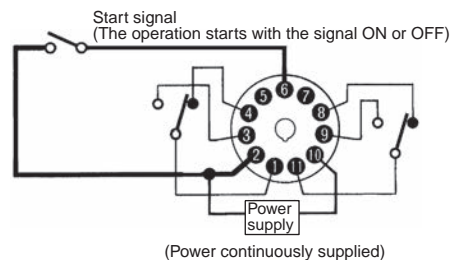 Start signal
(The operation starts with the signal ON or OFF)
6
5 7
4 8
3 9
2 10
1 11
Power
supply
(Power continuously supplied)